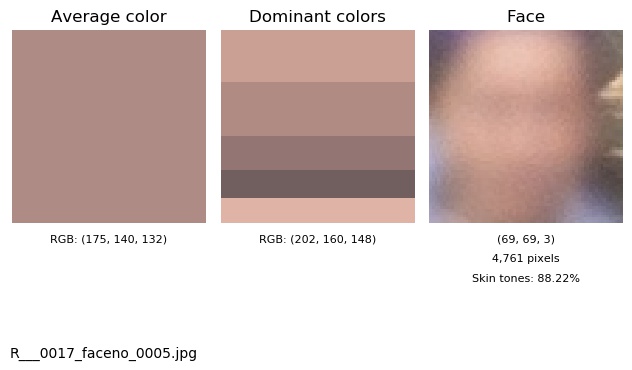 Average color
Dominant colors
Face
RGB: (175, 140, 132)
RGB: (202, 160, 148)
(69, 69, 3)
4,761 pixels
Skin tones: 88.22%
R___0017_faceno_0005.jpg